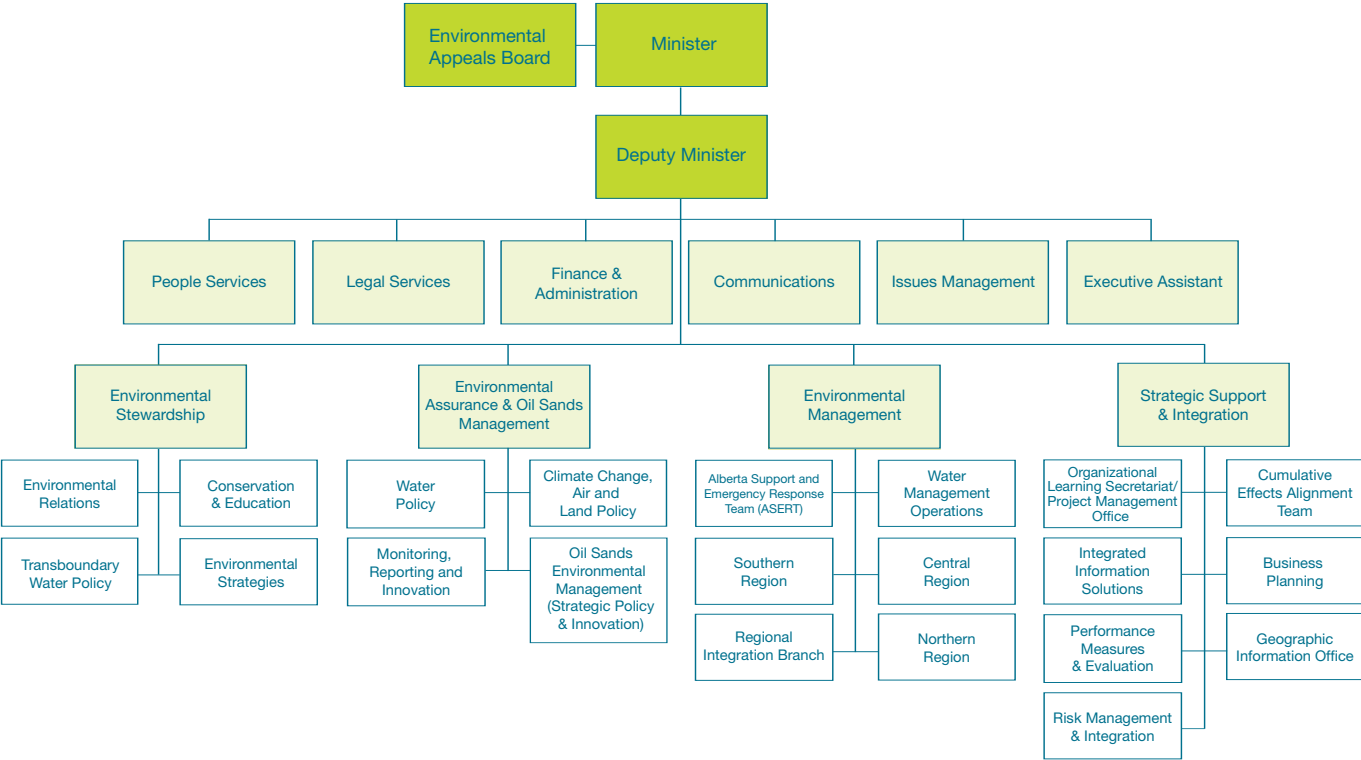 Environmental
Appeals Board
Minister
Deputy Minister
People Services
Legal Services
Finance &
Administration
Communications
Issues Management
Executive Assistant
Environmental
Stewardship
Environmental
Assurance & Oil Sands
Management
Environmental
Management
Strategic Support
& Integration
Environmental
Relations
Conservation
& Education
Transboundary
Water Policy
Environmental
Strategies
Water
Policy
Climate Change,
Air and
Land Policy
Monitoring,
Reporting and
Innovation
Oil Sands
Environmental
Management
(Strategic Policy
& Innovation)
Alberta Support and
Emergency Response
Team (ASERT)
Water
Management
Operations
Southern
Region
Central
Region
Regional
Integration Branch
Northern
Region
Organizational
Learning Secretariat/
Project Management
Office
Cumulative
Effects Alignment
Team
Integrated
Information
Solutions
Business
Planning
Performance
Measures
& Evaluation
Geographic
Information Office
Risk Management
& Integration